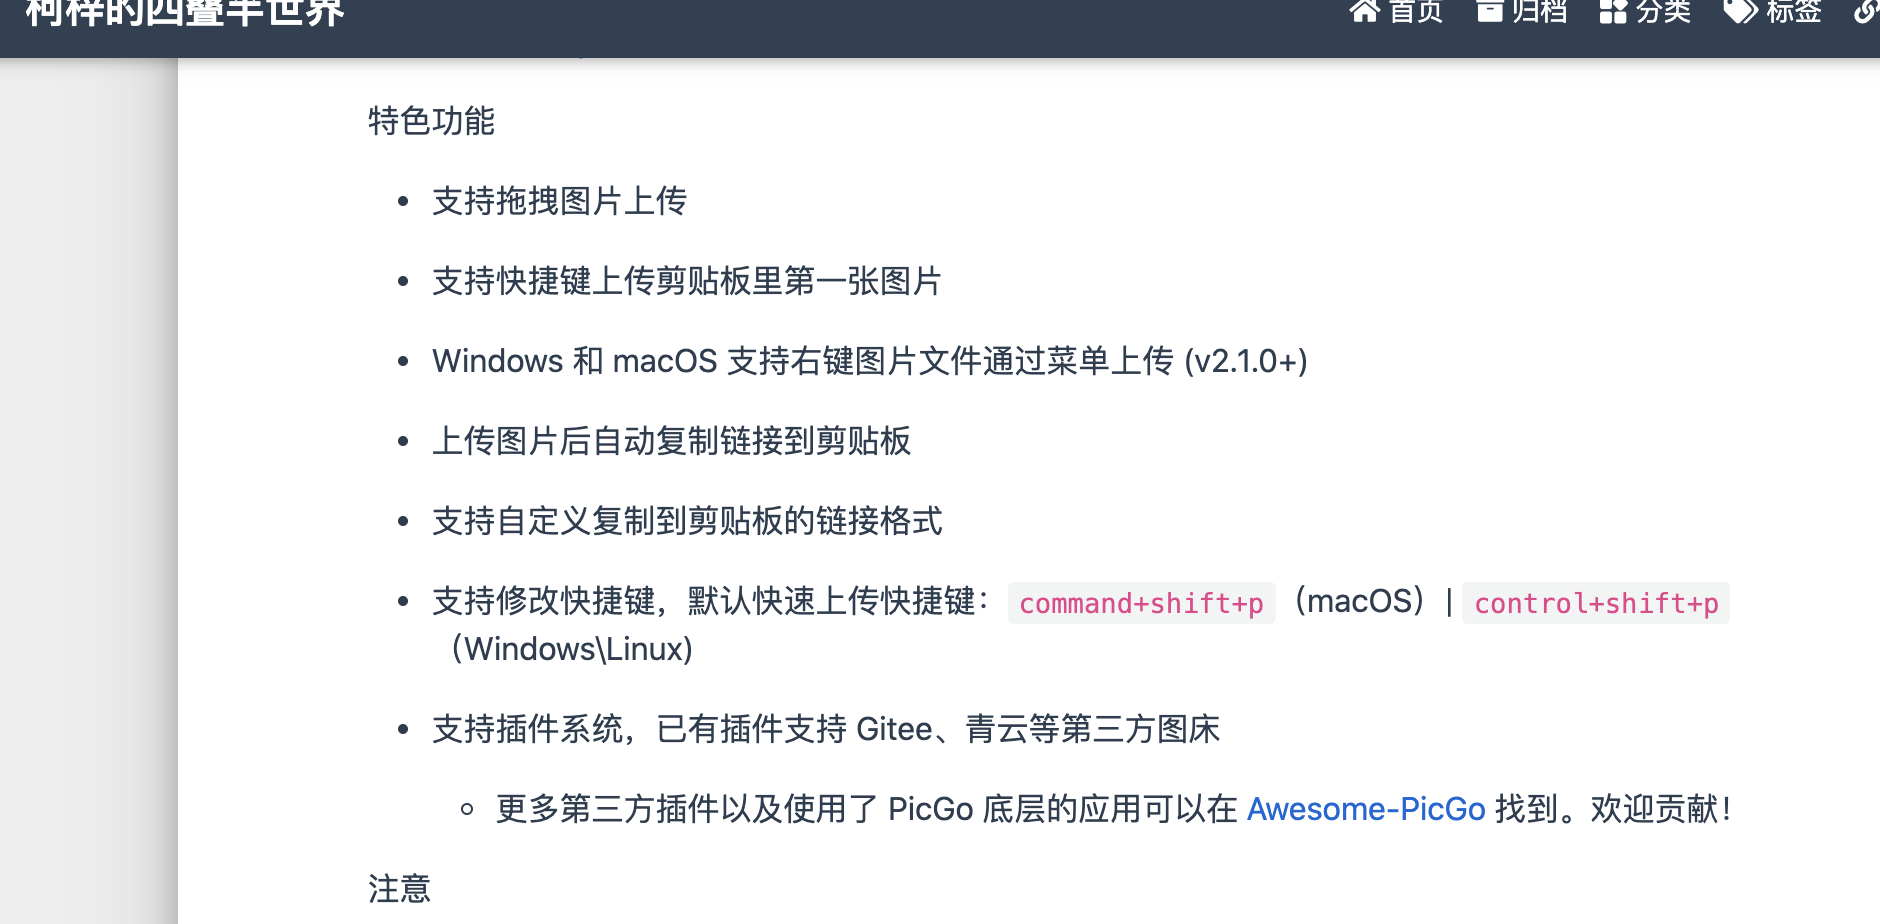 柯梓的四叠半世界
首页 归档 分类 标签
特色功能
支持拖拽图片上传
支持快捷键上传剪贴板里第一张图片
Windows 和 macOS 支持右键图片文件通过菜单上传 (v2.1.0+)
上传图片后自动复制链接到剪贴板
支持自定义复制到剪贴板的链接格式
支持修改快捷键，默认快速上传快捷键：command+shift+p（macOS）| control+shift+p
（Windows\Linux)
支持插件系统，已有插件支持 Gitee、青云等第三方图床
更多第三方插件以及使用了 PicGo 底层的应用可以在 Awesome-PicGo 找到。欢迎贡献！
注意